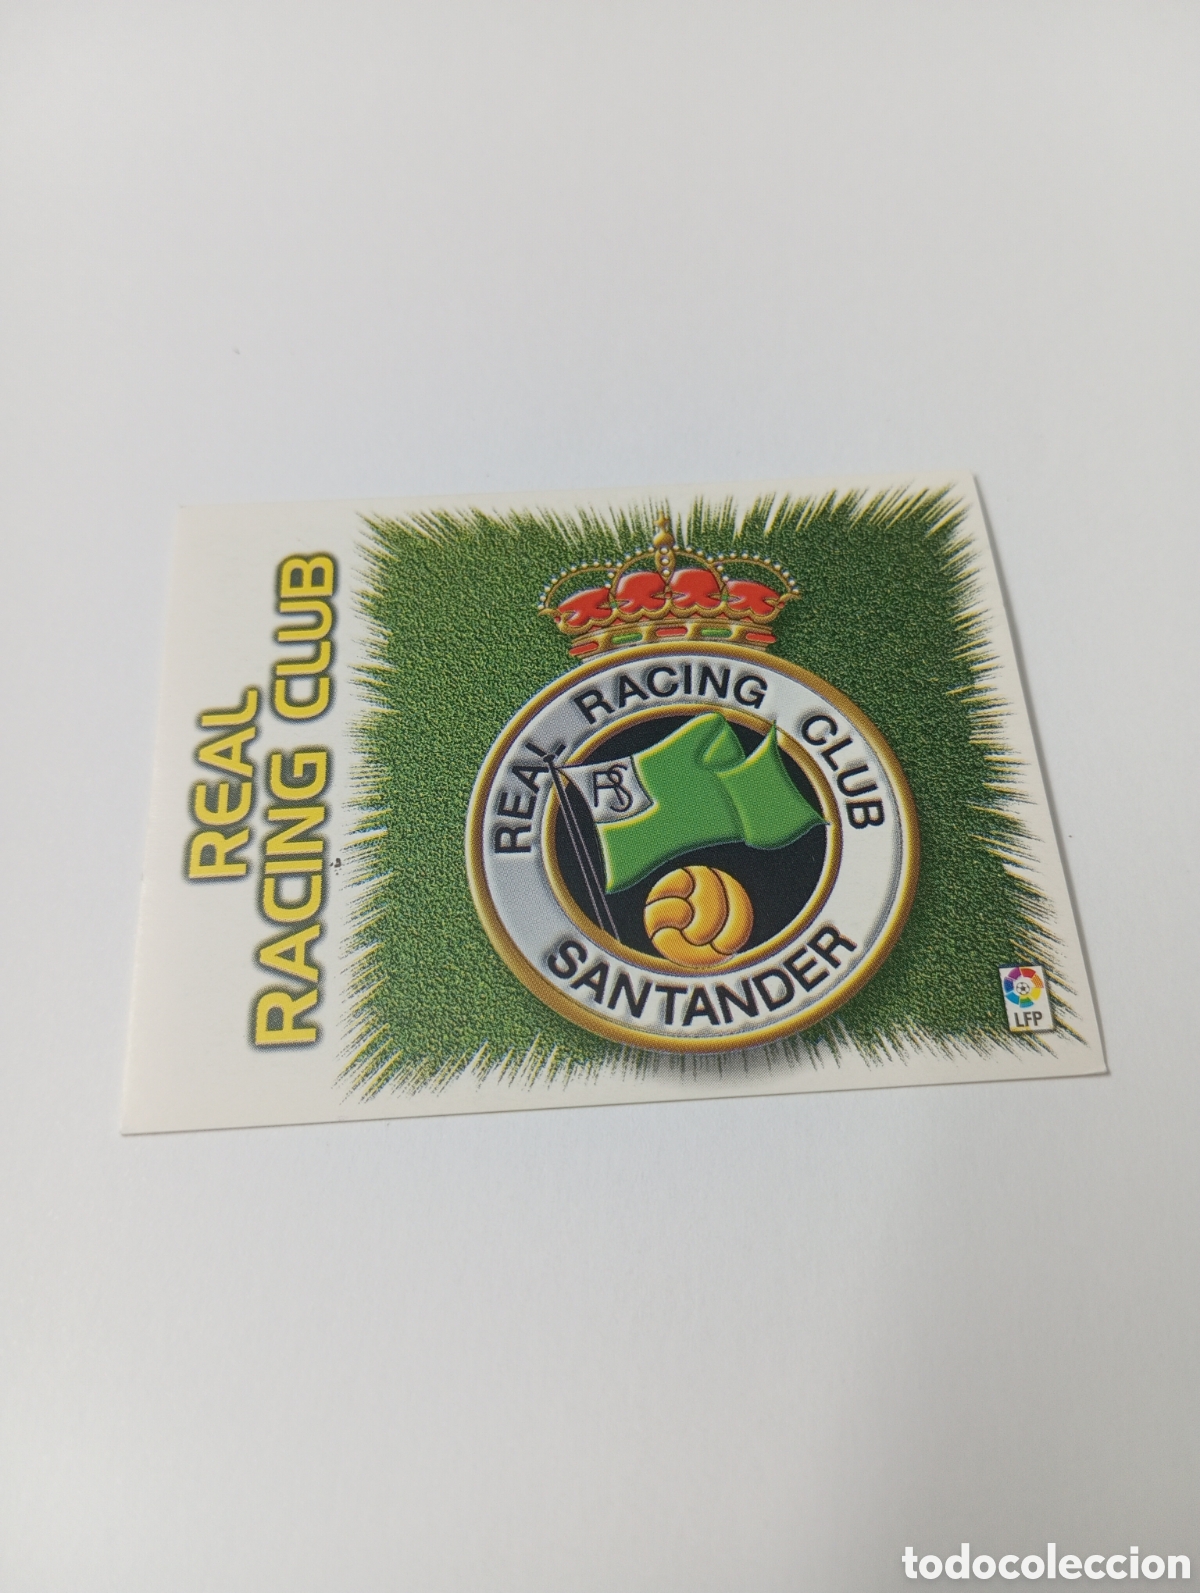 REAL
RACING CLUB
REAL RACING CLUB
RS
SANTANDER
LFP
todocoleccion